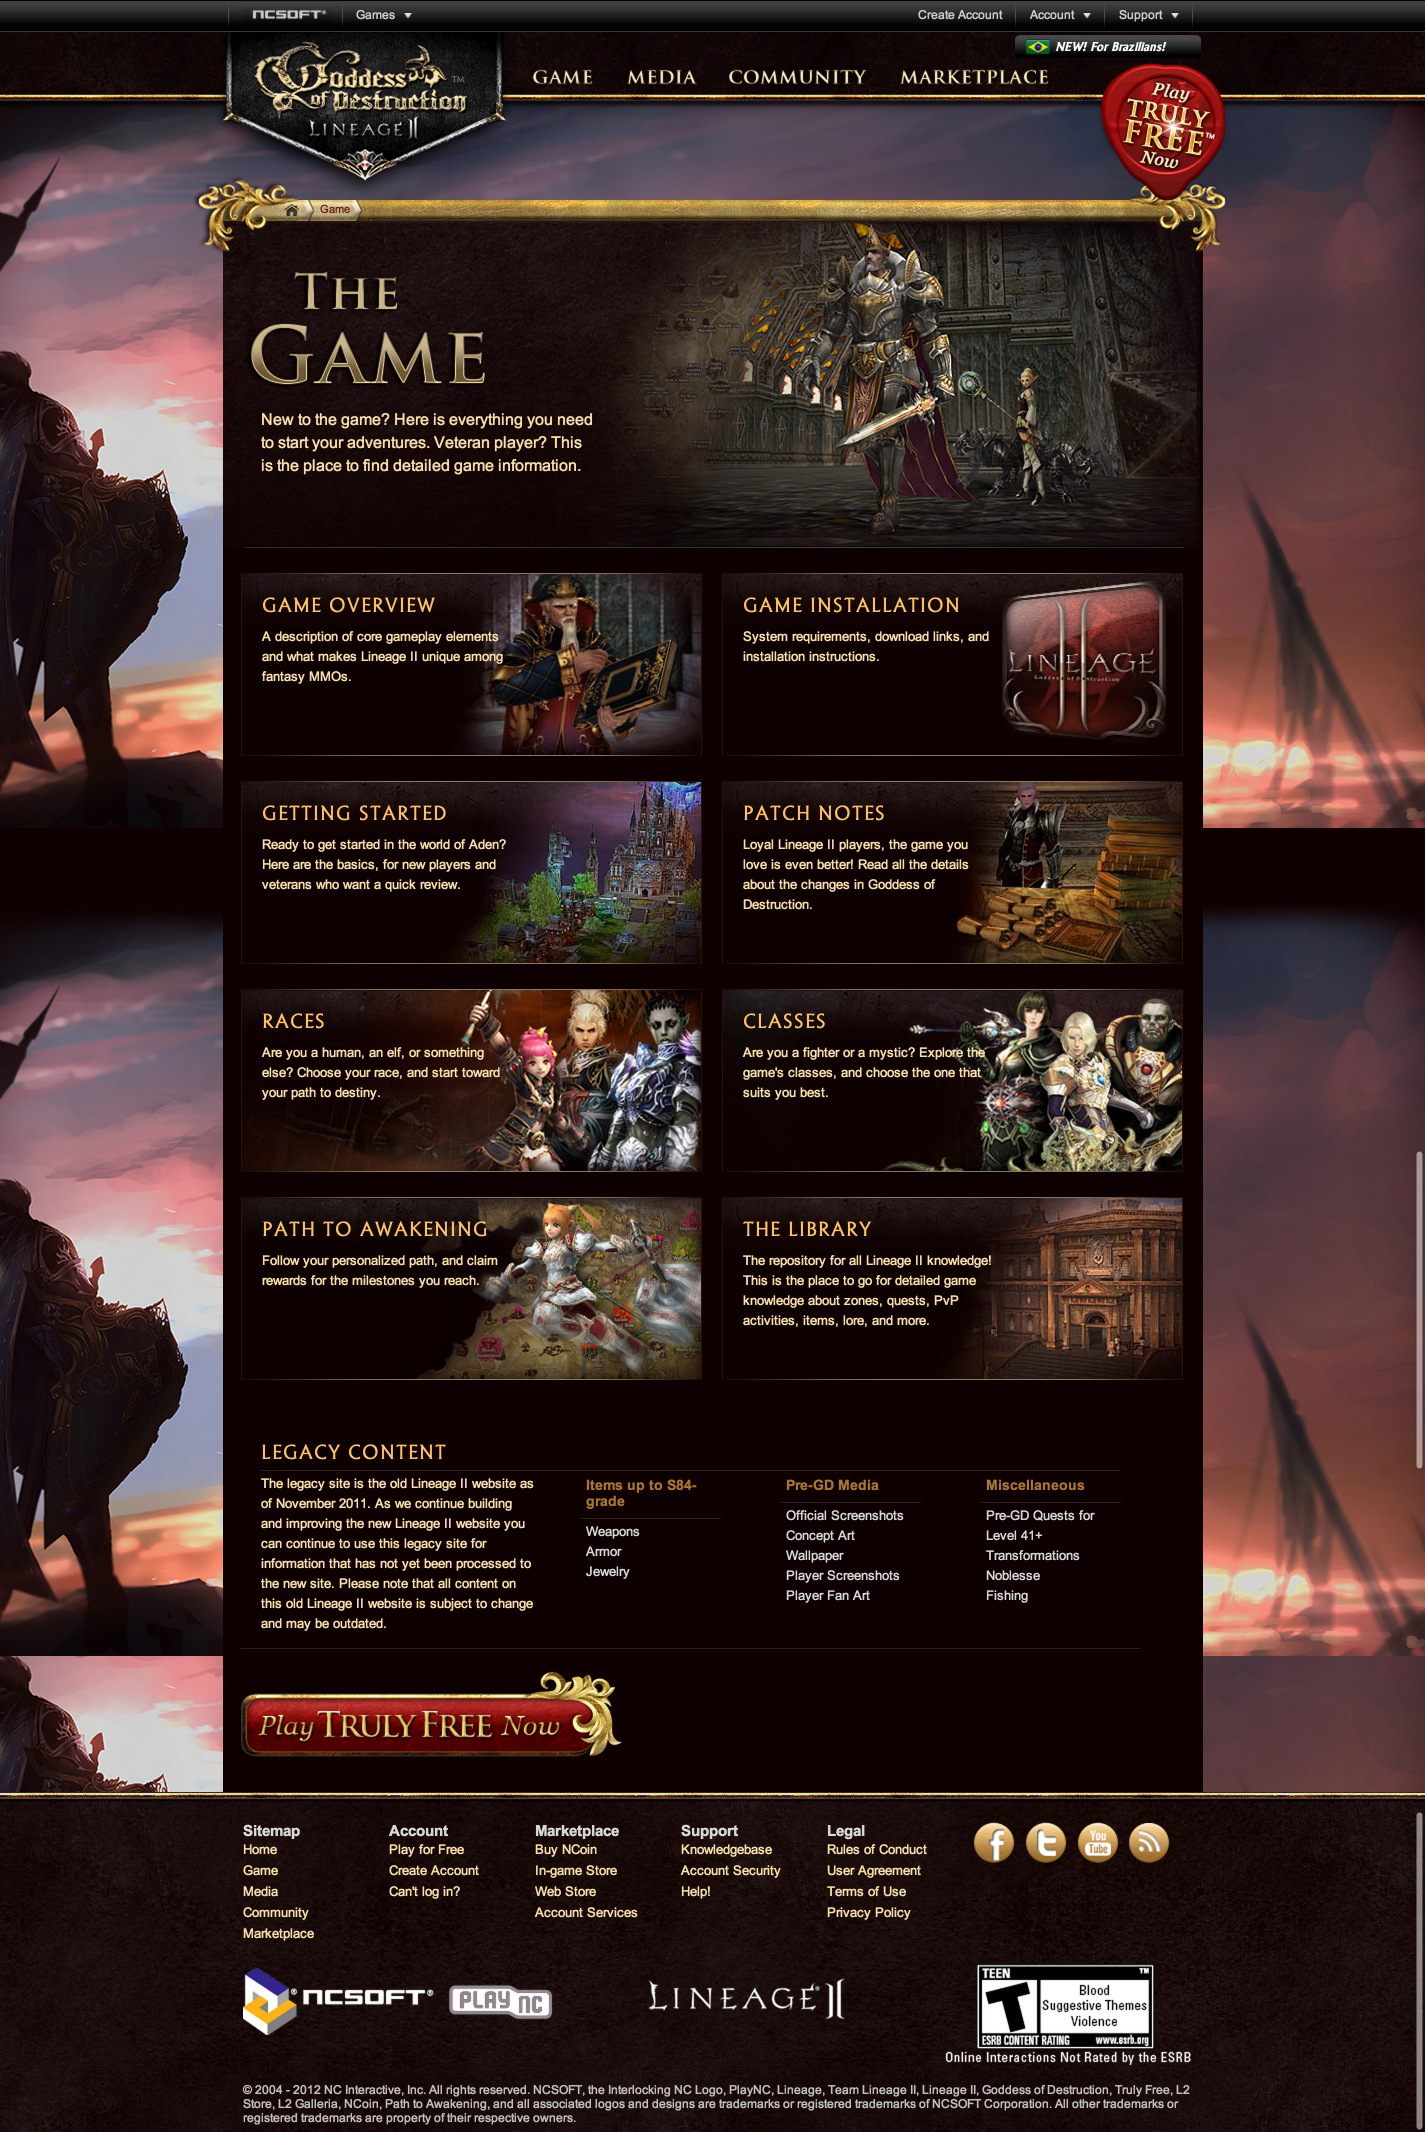 NCSOFT®
Games
Create Account
Account
Support
NEW! For Brazilians!
Goddess of Destruction™
LINEAGE II
GAME
MEDIA
COMMUNITY
MARKETPLACE
Play
TRULY
FREE™
Now
Game
THE
GAME
New to the game? Here is everything you need
to start your adventures. Veteran player? This
is the place to find detailed game information.
GAME OVERVIEW
A description of core gameplay elements
and what makes Lineage II unique among
fantasy MMOs.
GAME INSTALLATION
System requirements, download links, and
installation instructions.
LINEAGE
II
Goddess of Destruction
GETTING STARTED
Ready to get started in the world of Aden?
Here are the basics, for new players and
veterans who want a quick review.
PATCH NOTES
Loyal Lineage II players, the game you
love is even better! Read all the details
about the changes in Goddess of
Destruction.
RACES
Are you a human, an elf, or something
else? Choose your race, and start toward
your path to destiny.
CLASSES
Are you a fighter or a mystic? Explore the
game's classes, and choose the one that
suits you best.
PATH TO AWAKENING
Follow your personalized path, and claim
rewards for the milestones you reach.
THE LIBRARY
The repository for all Lineage II knowledge!
This is the place to go for detailed game
knowledge about zones, quests, PvP
activities, items, lore, and more.
LEGACY CONTENT
The legacy site is the old Lineage II website as
of November 2011. As we continue building
and improving the new Lineage II website you
can continue to use this legacy site for
information that has not yet been processed to
the new site. Please note that all content on
this old Lineage II website is subject to change
and may be outdated.
Items up to S84-
grade
Weapons
Armor
Jewelry
Pre-GD Media
Official Screenshots
Concept Art
Wallpaper
Player Screenshots
Player Fan Art
Miscellaneous
Pre-GD Quests for
Level 41+
Transformations
Noblesse
Fishing
Play TRULY FREE Now
Sitemap
Home
Game
Media
Community
Marketplace
Account
Play for Free
Create Account
Can't log in?
Marketplace
Buy NCoin
In-game Store
Web Store
Account Services
Support
Knowledgebase
Account Security
Help!
Legal
Rules of Conduct
User Agreement
Terms of Use
Privacy Policy
You
Tube
® NCSOFT®
PLAY NC
LINEAGE® II
TEEN ™
T
Blood
Suggestive Themes
Violence
ESRB CONTENT RATING www.esrb.org
Online Interactions Not Rated by the ESRB
© 2004 - 2012 NC Interactive, Inc. All rights reserved. NCSOFT, the Interlocking NC Logo, PlayNC, Lineage, Team Lineage II, Lineage II, Goddess of Destruction, Truly Free, L2
Store, L2 Galleria, NCoin, Path to Awakening, and all associated logos and designs are trademarks or registered trademarks of NCSOFT Corporation. All other trademarks or
registered trademarks are property of their respective owners.